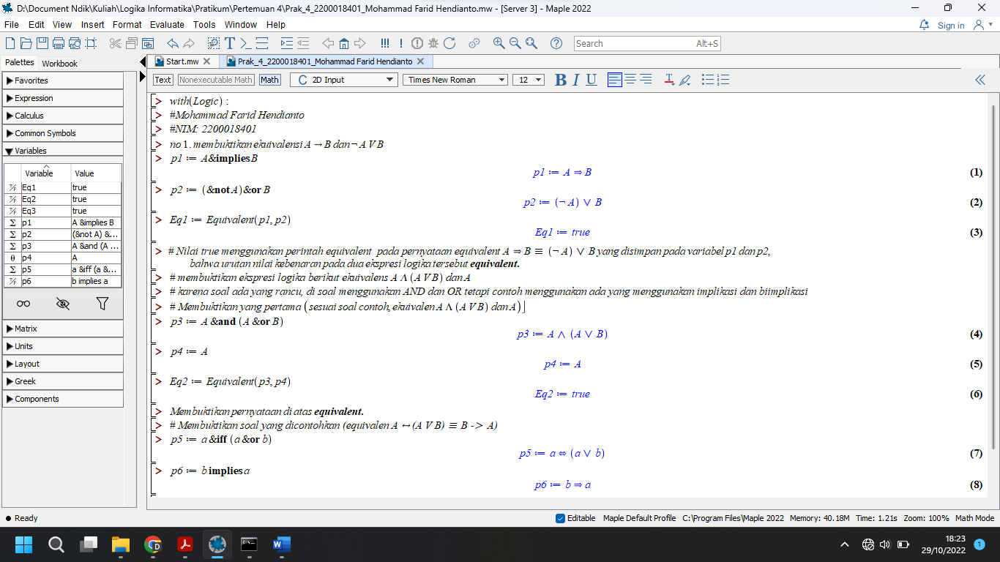 D:\Document Ndik\Kuliah\Logika Informatika\Pratikum\Pertemuan 4\Prak_4_2200018401_Mohammad Farid Hendianto.mw - [Server 3] - Maple 2022
File Edit View Insert Format Evaluate Tools Window Help
Sign in
Search Alt+S
Palettes Workbook
Start.mw Prak_4_2200018401_Mohammad Farid Hendianto
Text Nonexecutable Math Math C 2D Input Times New Roman 12 B I U
Favorites
Expression
Calculus
Common Symbols
Variables
Variable Value
Eq1 true
Eq2 true
Eq3 true
p1 A &implies B
p2 (&not A) &...
p3 A &and (A ...
p4 A
p5 a &iff (a &...
p6 b implies a
Matrix
Units
Layout
Greek
Components
> with(Logic) :
> #Mohammad Farid Hendianto
> #NIM: 2200018401
> no 1. membuktikan ekuivalensi A → B dan ¬ A V B
> p1 := A &implies B
p1 := A ⇒ B (1)
> p2 := (&not A) &or B
p2 := (¬ A) ∨ B (2)
> Eq1 := Equivalent(p1, p2)
Eq1 := true (3)
> # Nilai true menggunakan perintah equivalent pada pernyataan equivalent A ⇒ B ≡ (¬ A) ∨ B yang disimpan pada variabel p1 dan p2,
bahwa urutan nilai kebenaran pada dua ekspresi logika tersebut equivalent.
> # membuktikan ekspresi logika berikut ekuivalens A Λ (A V B) dan A
> # karena soal ada yang rancu, di soal menggunakan AND dan OR tetapi contoh menggunakan ada yang menggunakan implikasi dan biimplikasi
> # Membuktikan yang pertama (sesuai soal contoh, ekuivalen A Λ (A V B) dan A)⌋
> p3 := A &and (A &or B)
p3 := A ∧ (A ∨ B) (4)
> p4 := A
p4 := A (5)
> Eq2 := Equivalent(p3, p4)
Eq2 := true (6)
> Membuktikan pernyataan di atas equivalent.
> # Membuktikan soal yang dicontohkan (equivalen A ↔ (A V B) ≡ B -> A)
> p5 := a &iff (a &or b)
p5 := a ⇔ (a ∨ b) (7)
> p6 := b implies a
p6 := b ⇒ a (8)
Ready
Editable Maple Default Profile C:\Program Files\Maple 2022 Memory: 40.18M Time: 1.21s Zoom: 100% Math Mode
18:23
29/10/2022
1